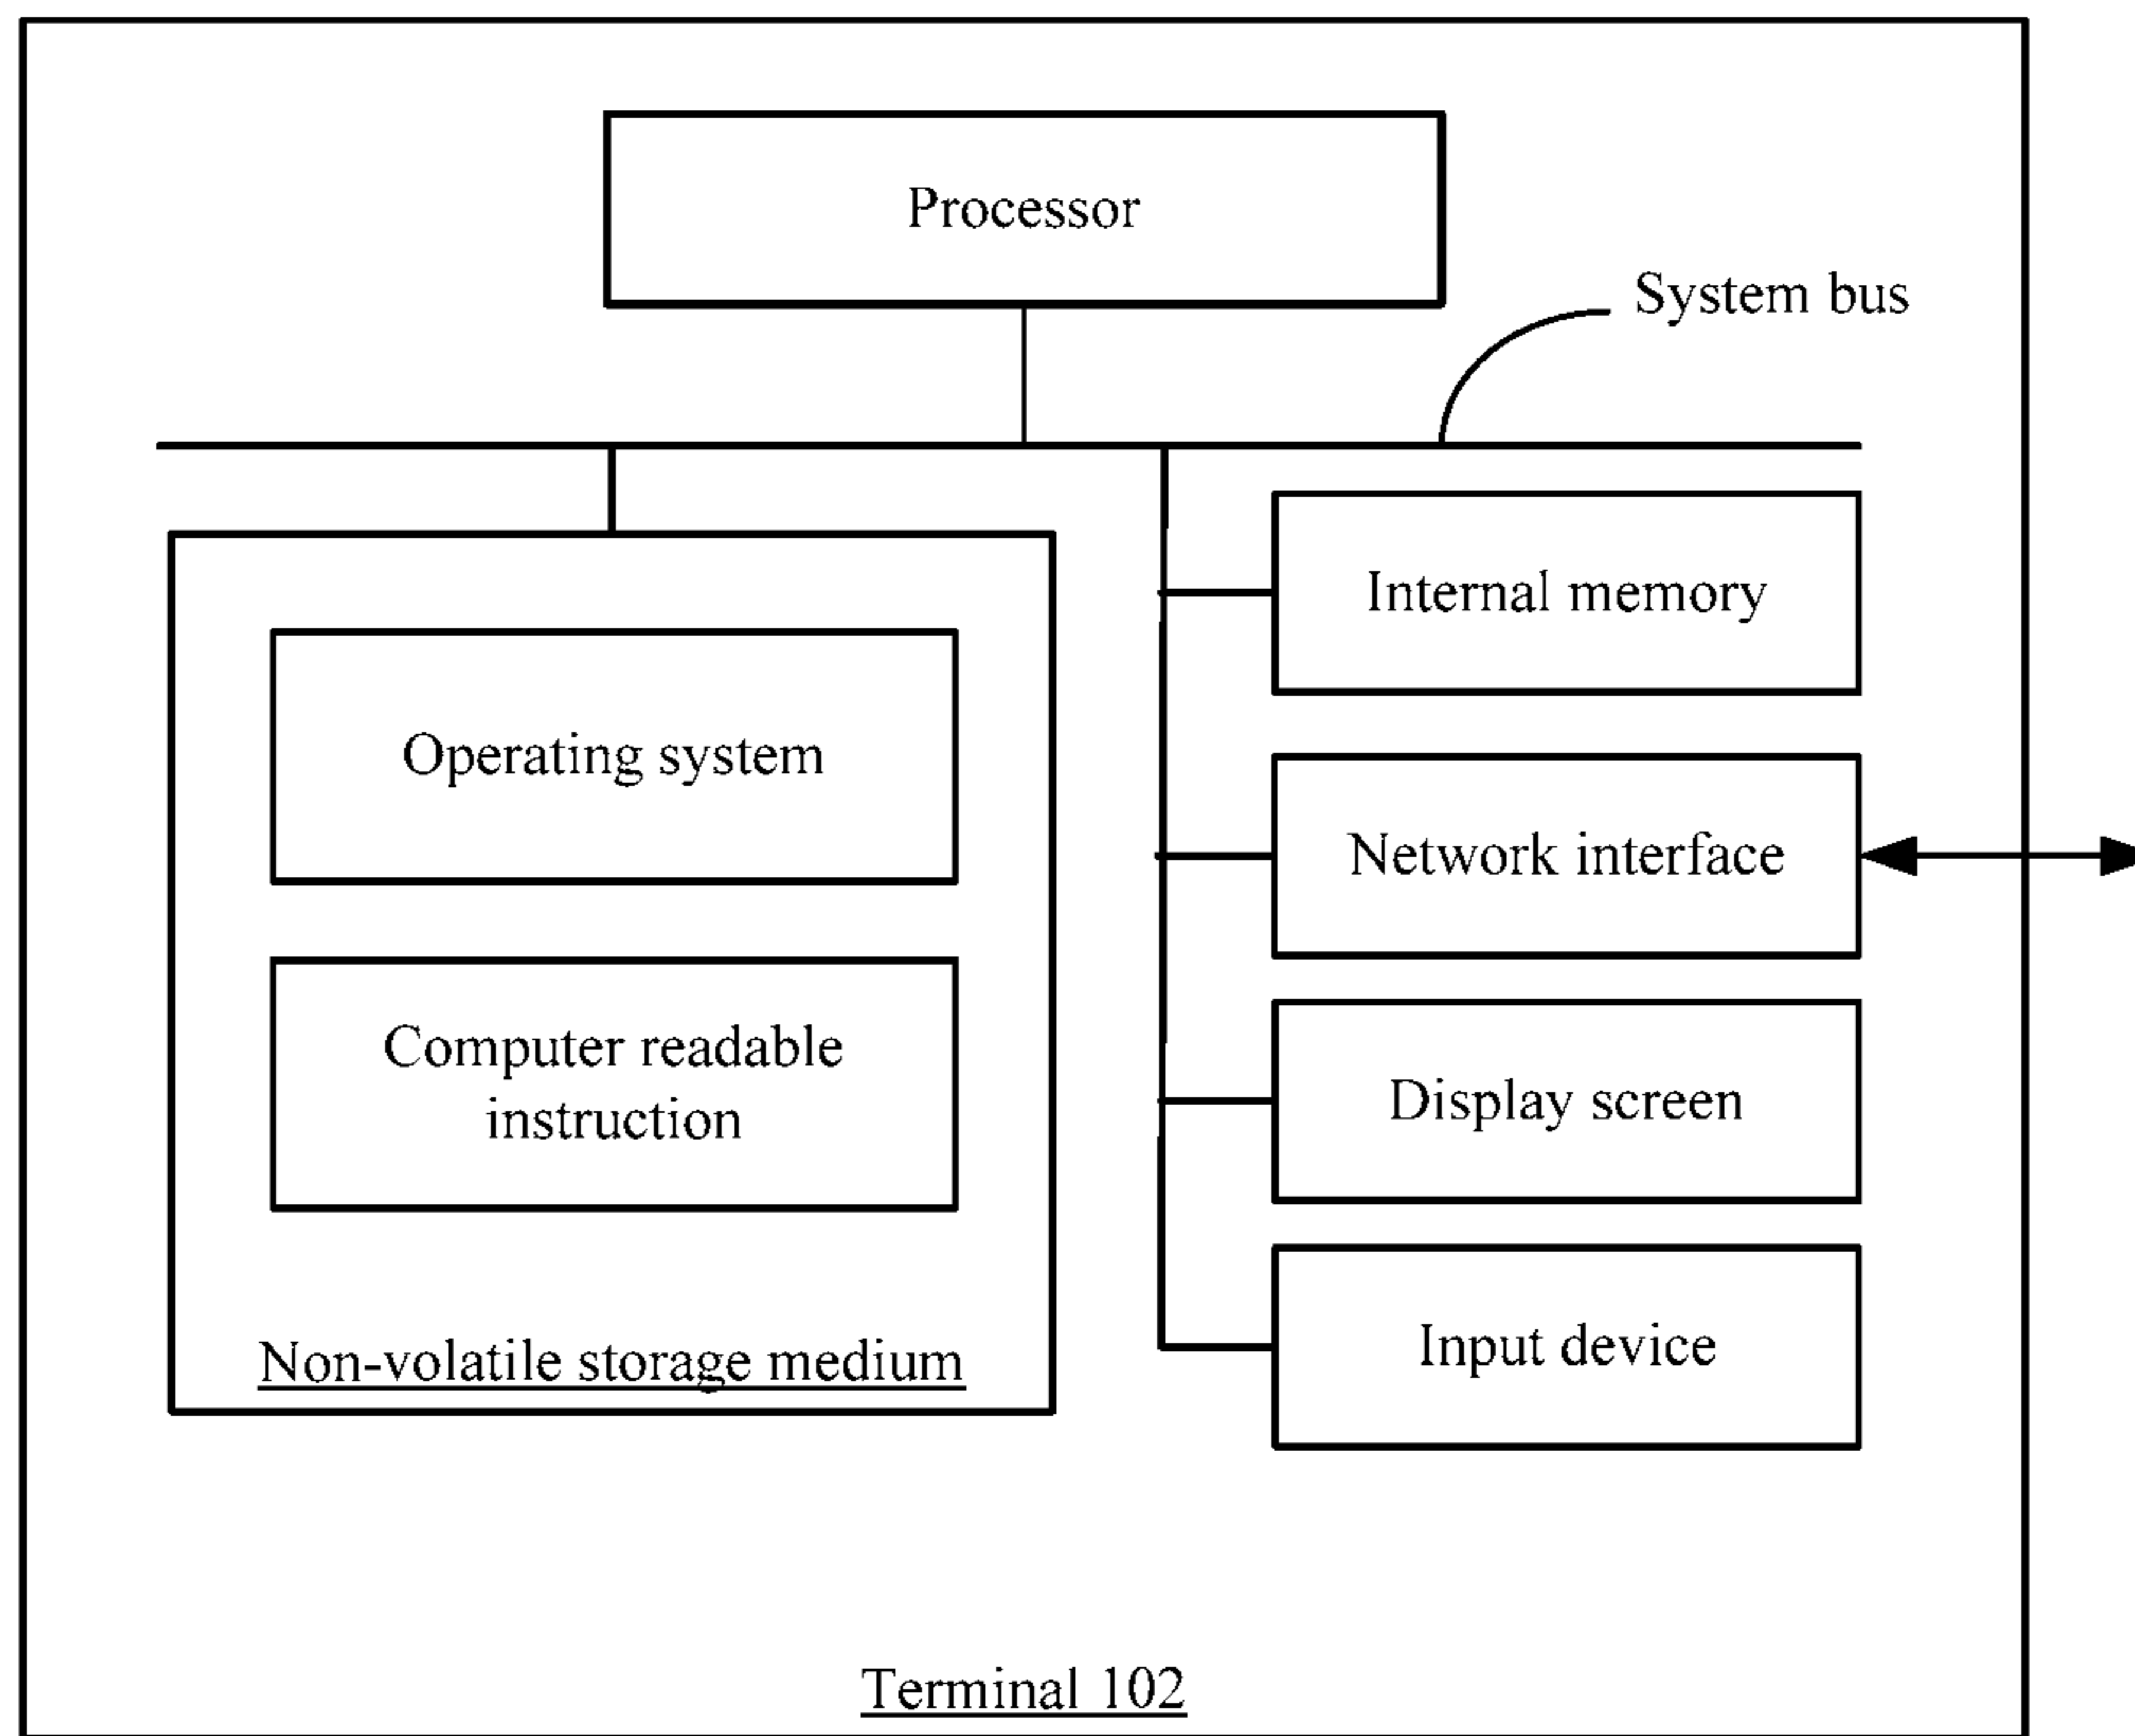 Processor
System bus
Operating system
Computer readable
instruction
Non-volatile storage medium
Internal memory
Network interface
Display screen
Input device
Terminal 102